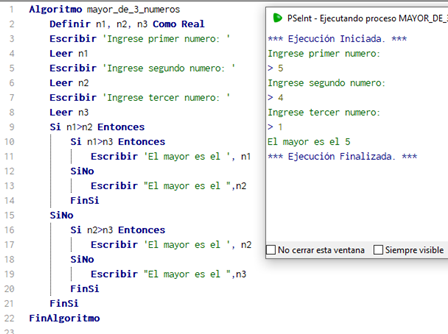 1 Algoritmo mayor_de_3_numeros
2 Definir n1, n2, n3 Como Real
3 Escribir 'Ingrese primer numero: '
4 Leer n1
5 Escribir 'Ingrese segundo numero: '
6 Leer n2
7 Escribir 'Ingrese tercer numero: '
8 Leer n3
9 Si n1>n2 Entonces
10 Si n1>n3 Entonces
11 Escribir 'El mayor es el ', n1
12 SiNo
13 Escribir "El mayor es el ",n2
14 FinSi
15 SiNo
16 Si n2>n3 Entonces
17 Escribir 'El mayor es el ', n2
18 SiNo
19 Escribir "El mayor es el ",n3
20 FinSi
21 FinSi
22 FinAlgoritmo
23
PSeInt - Ejecutando proceso MAYOR_DE_3
*** Ejecución Iniciada. ***
Ingrese primer numero:
> 5
Ingrese segundo numero:
> 4
Ingrese tercer numero:
> 1
El mayor es el 5
*** Ejecución Finalizada. ***
No cerrar esta ventana
Siempre visible